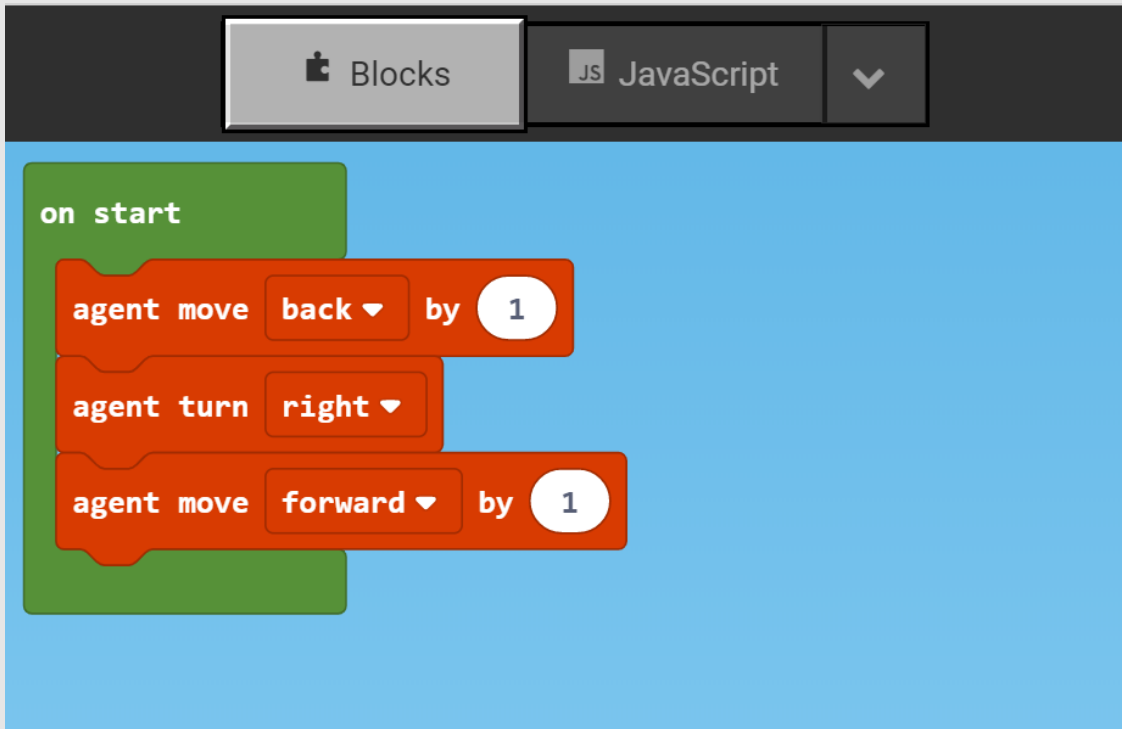 Blocks JS JavaScript
on start
agent move back by 1
agent turn right
agent move forward by 1